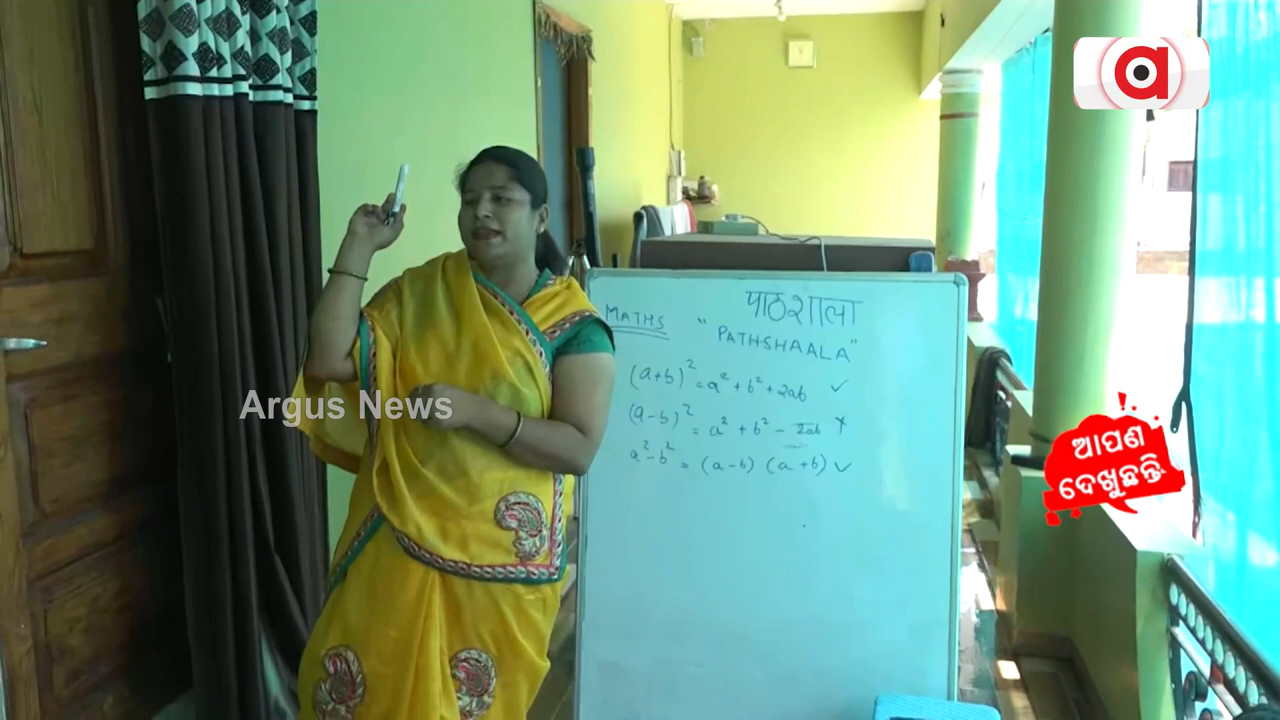 MATHS
पाठशाला
"PATHSHAALA"
(a+b)² = a² + b² + 2ab ✓
(a-b)² = a² + b² - 2ab ✗
a²-b² = (a-b) (a+b) ✓
Argus News
a
ଆପଣ
ଦେଖୁଛନ୍ତି